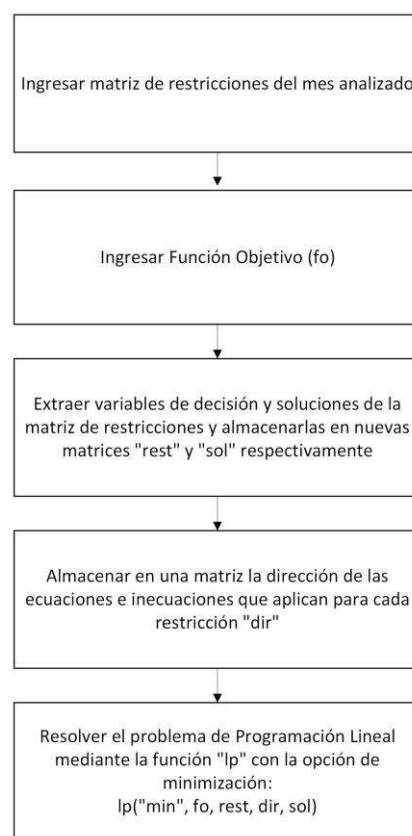 Ingresar matriz de restricciones del mes analizado
Ingresar Función Objetivo (fo)
Extraer variables de decisión y soluciones de la
matriz de restricciones y almacenarlas en nuevas
matrices "rest" y "sol" respectivamente
Almacenar en una matriz la dirección de las
ecuaciones e inecuaciones que aplican para cada
restricción "dir"
Resolver el problema de Programación Lineal
mediante la función "lp" con la opción de
minimización:
lp("min", fo, rest, dir, sol)